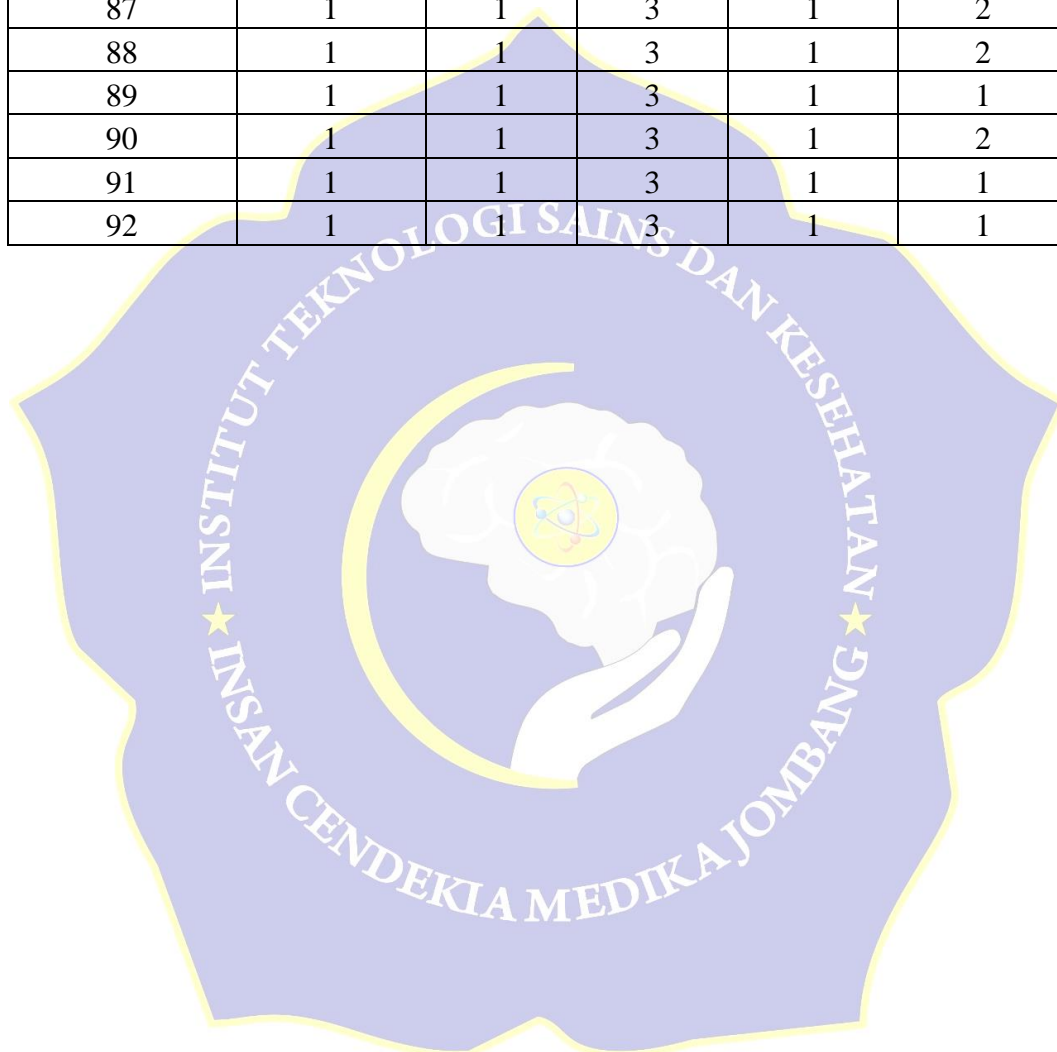 87 1 1 3 1 2
88 1 1 3 1 2
89 1 1 3 1 1
90 1 1 3 1 2
91 1 1 3 1 1
92 1 1 3 1 1
INSTITUT TEKNOLOGI SAINS DAN KESEHATAN
INSAN CENDEKIA MEDIKA JOMBANG